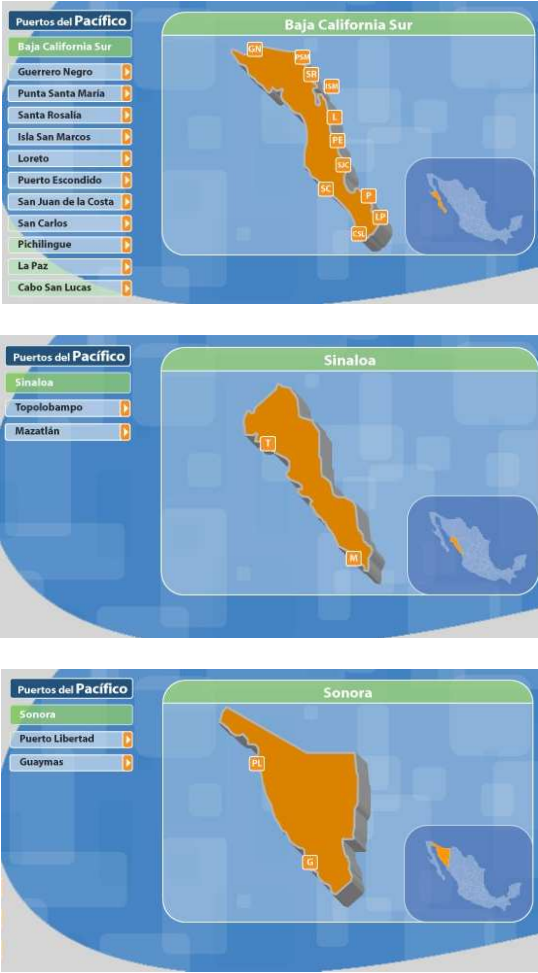 Puertos del Pacífico
Baja California Sur
Guerrero Negro
Punta Santa María
Santa Rosalía
Isla San Marcos
Loreto
Puerto Escondido
San Juan de la Costa
San Carlos
Pichilingue
La Paz
Cabo San Lucas
Baja California Sur
GN
PSM
SR
ISM
L
PE
SJC
SC
P
LP
CSL
Puertos del Pacífico
Sinaloa
Topolobampo
Mazatlán
Sinaloa
T
M
Puertos del Pacífico
Sonora
Puerto Libertad
Guaymas
Sonora
PL
G